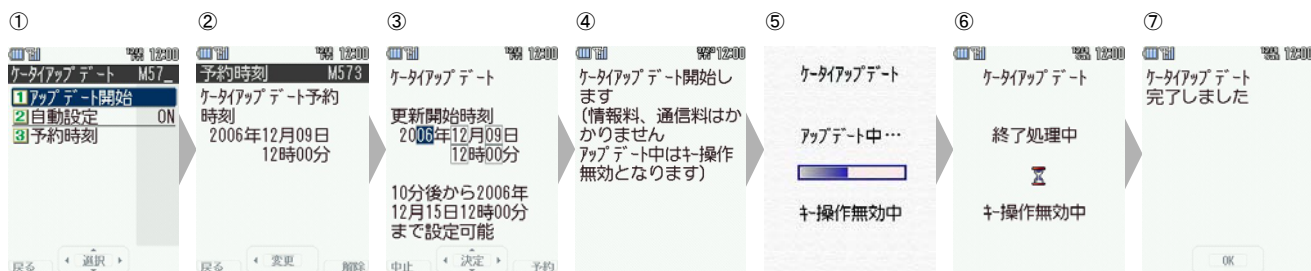 ①
12:00
ケータイアップデート M57_
1 アップデート開始
2 自動設定 ON
3 予約時刻
戻る 選択
②
12:00
予約時刻 M573
ケータイアップデート予約
時刻
2006年12月09日
12時00分
戻る 変更 解除
③
12:00
ケータイアップデート
更新開始時刻
2006年12月09日
12時00分
10分後から2006年
12月15日12時00分
まで設定可能
中止 決定 予約
④
12:00
ケータイアップデート開始し
ます
(情報料、通信料はか
かりません
アップデート中はキー操作
無効となります)
⑤
ケータイアップデート
アップデート中…
キー操作無効中
⑥
12:00
ケータイアップデート
終了処理中
キー操作無効中
⑦
12:00
ケータイアップデート
完了しました
OK